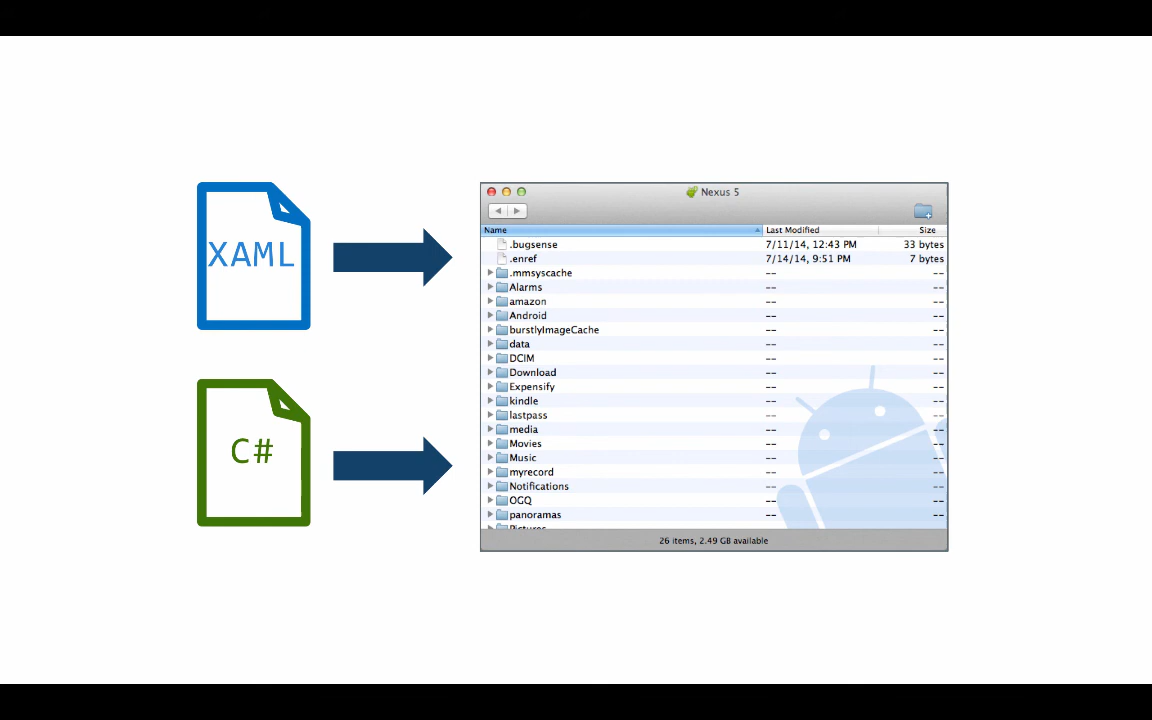 XAML
C#
Nexus 5
Name Last Modified Size
.bugsense 7/11/14, 12:43 PM 33 bytes
.enref 7/14/14, 9:51 PM 7 bytes
.mmsyscache -- --
Alarms -- --
amazon -- --
Android -- --
burstlyImageCache -- --
data -- --
DCIM -- --
Download -- --
Expensify -- --
kindle -- --
lastpass -- --
media -- --
Movies -- --
Music -- --
myrecord -- --
Notifications -- --
OGQ -- --
panoramas -- --
Pictures
26 items, 2.49 GB available